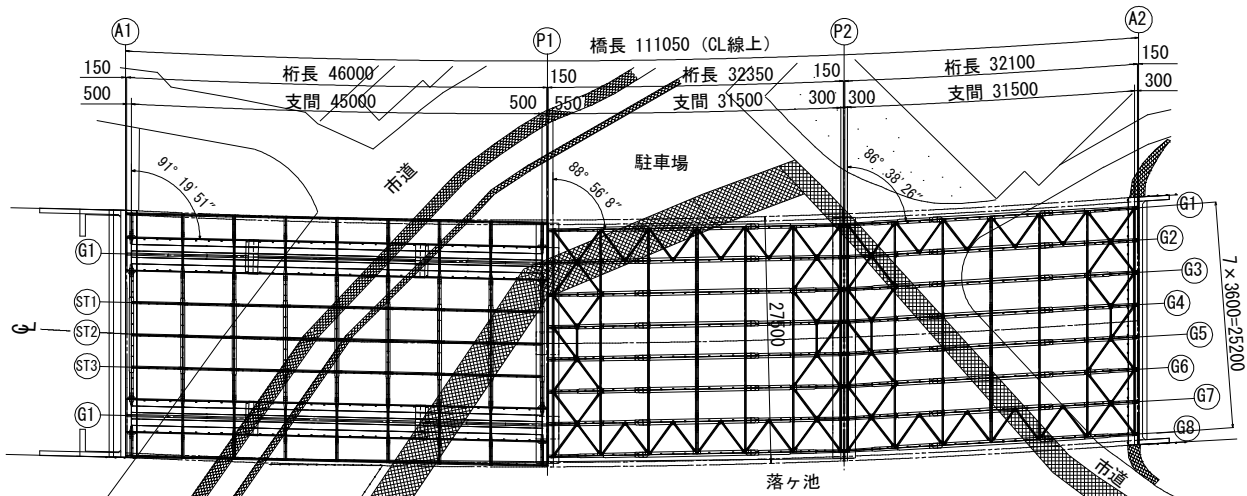 A1
P1
P2
A2
橋長 111050 (CL線上)
150
桁長 46000
150
桁長 32350
150
桁長 32100
150
500
支間 45000
500
550
支間 31500
300
300
支間 31500
300
91° 19′51″
市道
88° 56′8″
駐車場
86° 38′26″
G1
G1
G2
ST1
G3
ST2
G4
CL
27500
7×3600=25200
G5
ST3
G6
G1
G7
G8
市道
落ヶ池